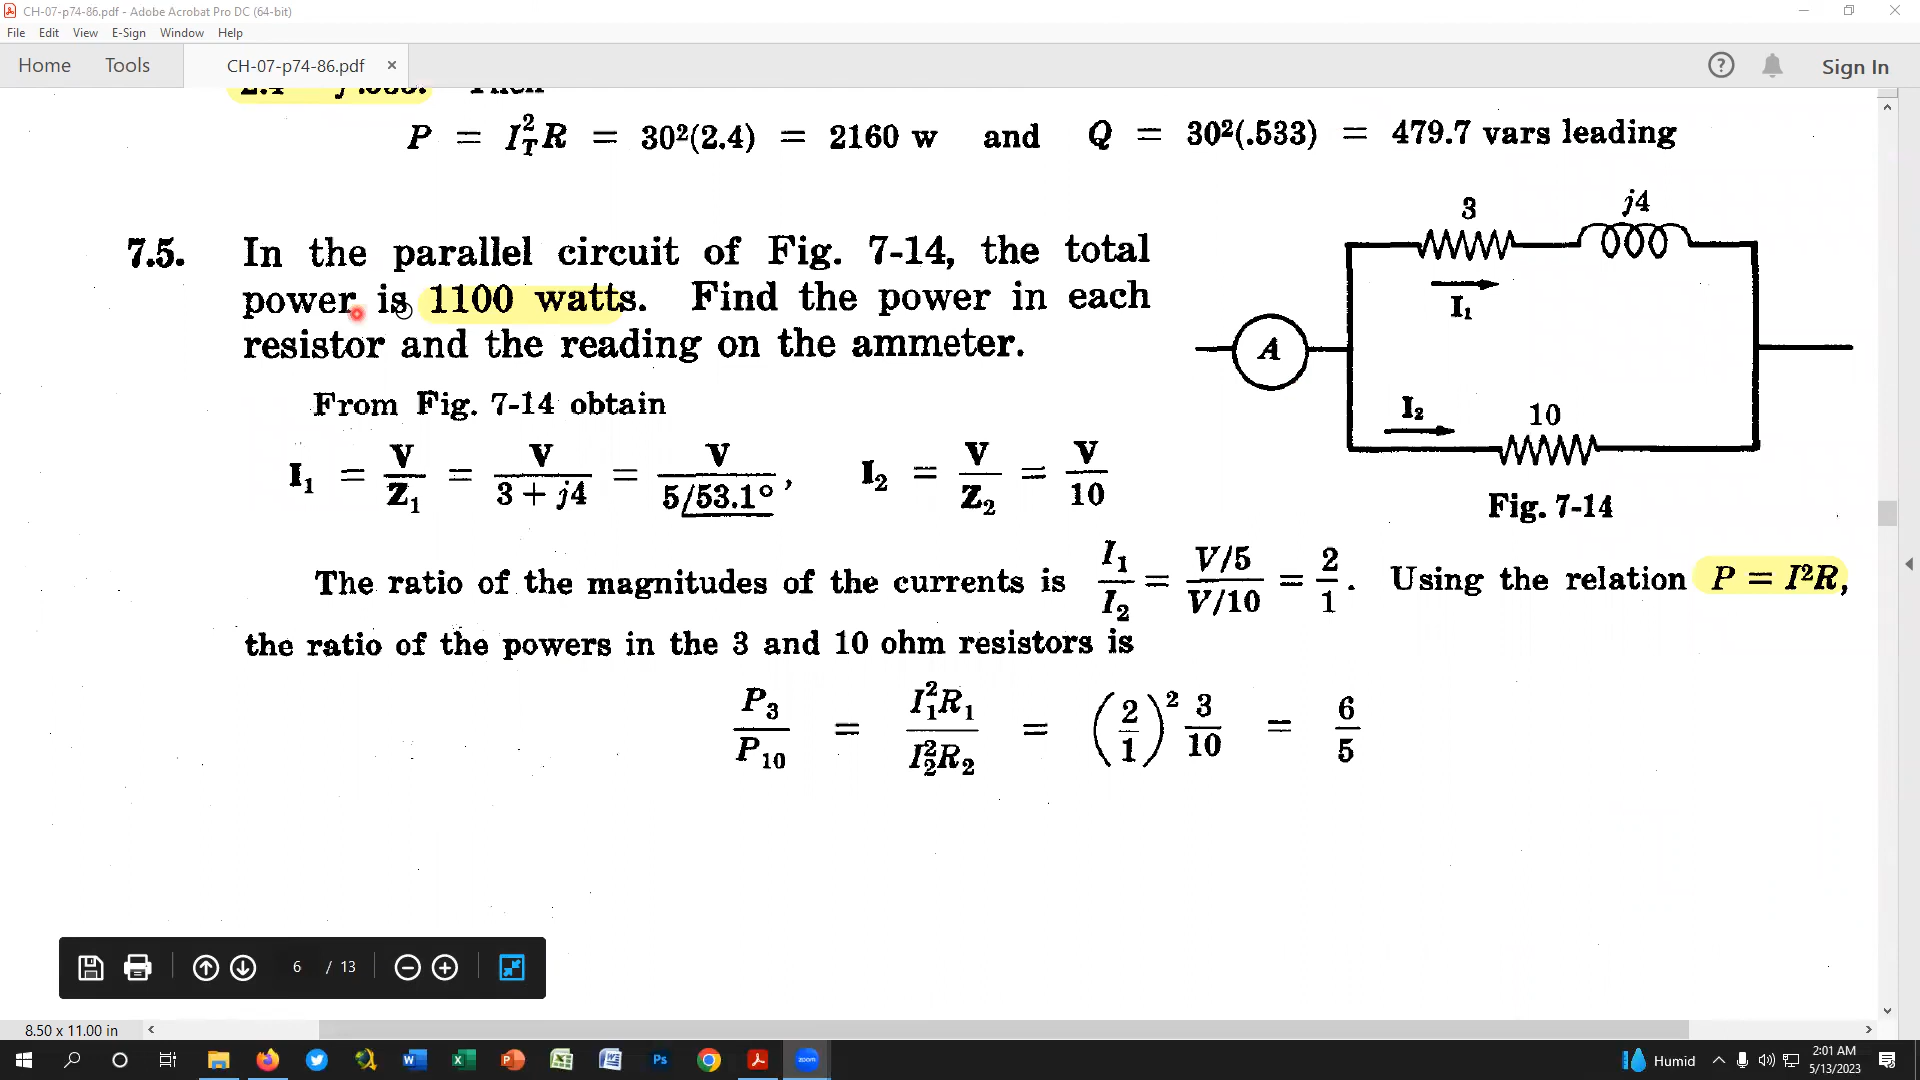 CH-07-p74-86.pdf - Adobe Acrobat Pro DC (64-bit)
File Edit View E-Sign Window Help
Home Tools CH-07-p74-86.pdf × ? Sign In
P = I_T^2 R = 30²(2.4) = 2160 w and Q = 30²(.533) = 479.7 vars leading
7.5. In the parallel circuit of Fig. 7-14, the total
power is 1100 watts. Find the power in each
resistor and the reading on the ammeter.
3 j4
I₁
A
I₂ 10
Fig. 7-14
From Fig. 7-14 obtain
I₁ = V/Z₁ = V/(3 + j4) = V/(5/53.1°), I₂ = V/Z₂ = V/10
The ratio of the magnitudes of the currents is I₁/I₂ = (V/5)/(V/10) = 2/1. Using the relation P = I²R,
the ratio of the powers in the 3 and 10 ohm resistors is
P₃/P₁₀ = I₁²R₁/I₂²R₂ = (2/1)² 3/10 = 6/5
6 / 13
8.50 x 11.00 in
Ps zoom Humid 2:01 AM
5/13/2023